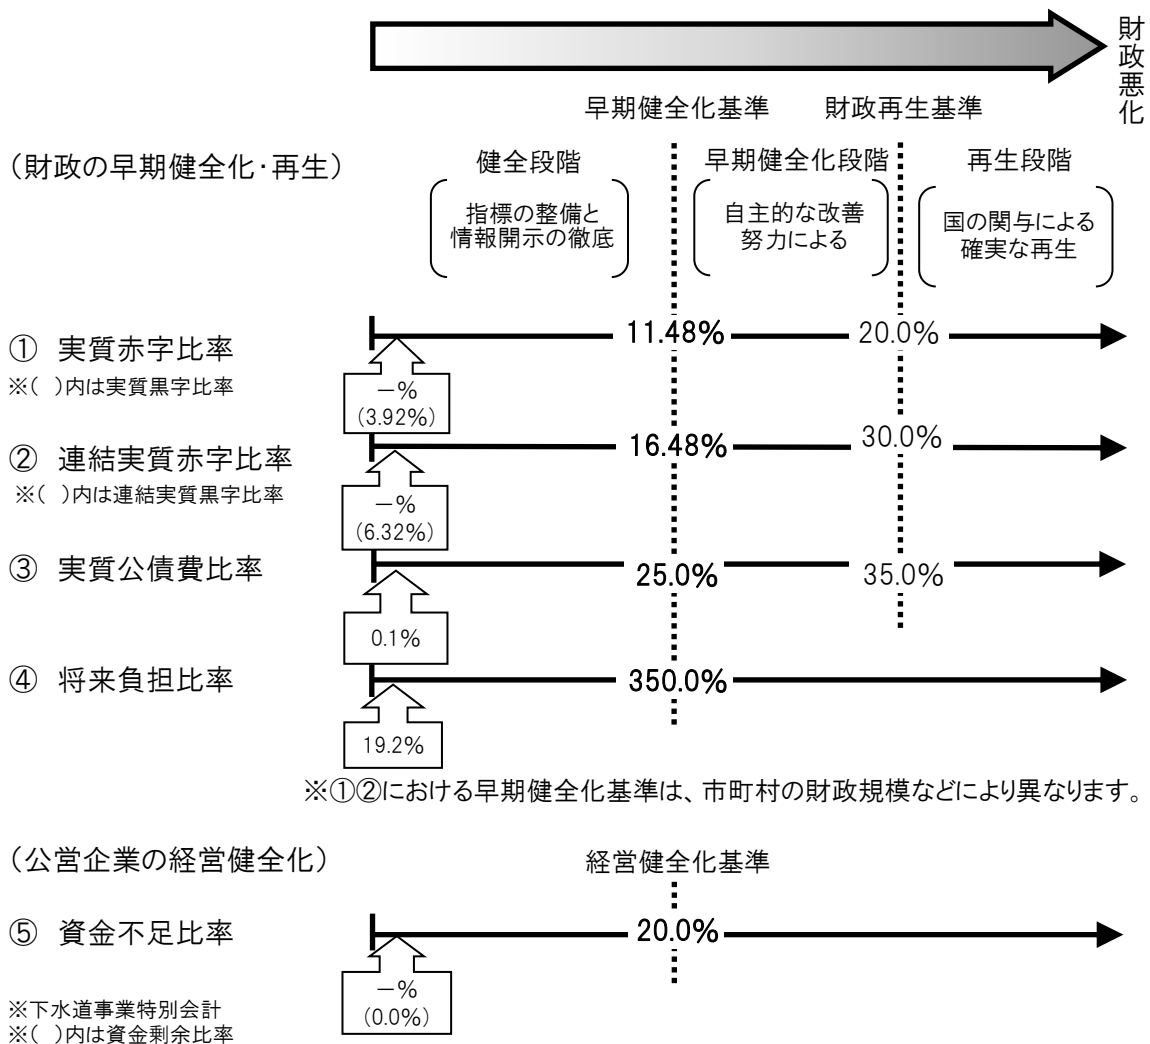 財政悪化
早期健全化基準
財政再生基準
(財政の早期健全化・再生)
健全段階
早期健全化段階
再生段階
指標の整備と
情報開示の徹底
自主的な改善
努力による
国の関与による
確実な再生
① 実質赤字比率
※( )内は実質黒字比率
11.48%
20.0%
－%
(3.92%)
② 連結実質赤字比率
※( )内は連結実質黒字比率
16.48%
30.0%
－%
(6.32%)
③ 実質公債費比率
25.0%
35.0%
0.1%
④ 将来負担比率
350.0%
19.2%
※①②における早期健全化基準は、市町村の財政規模などにより異なります。
(公営企業の経営健全化)
経営健全化基準
⑤ 資金不足比率
20.0%
－%
(0.0%)
※下水道事業特別会計
※( )内は資金剰余比率